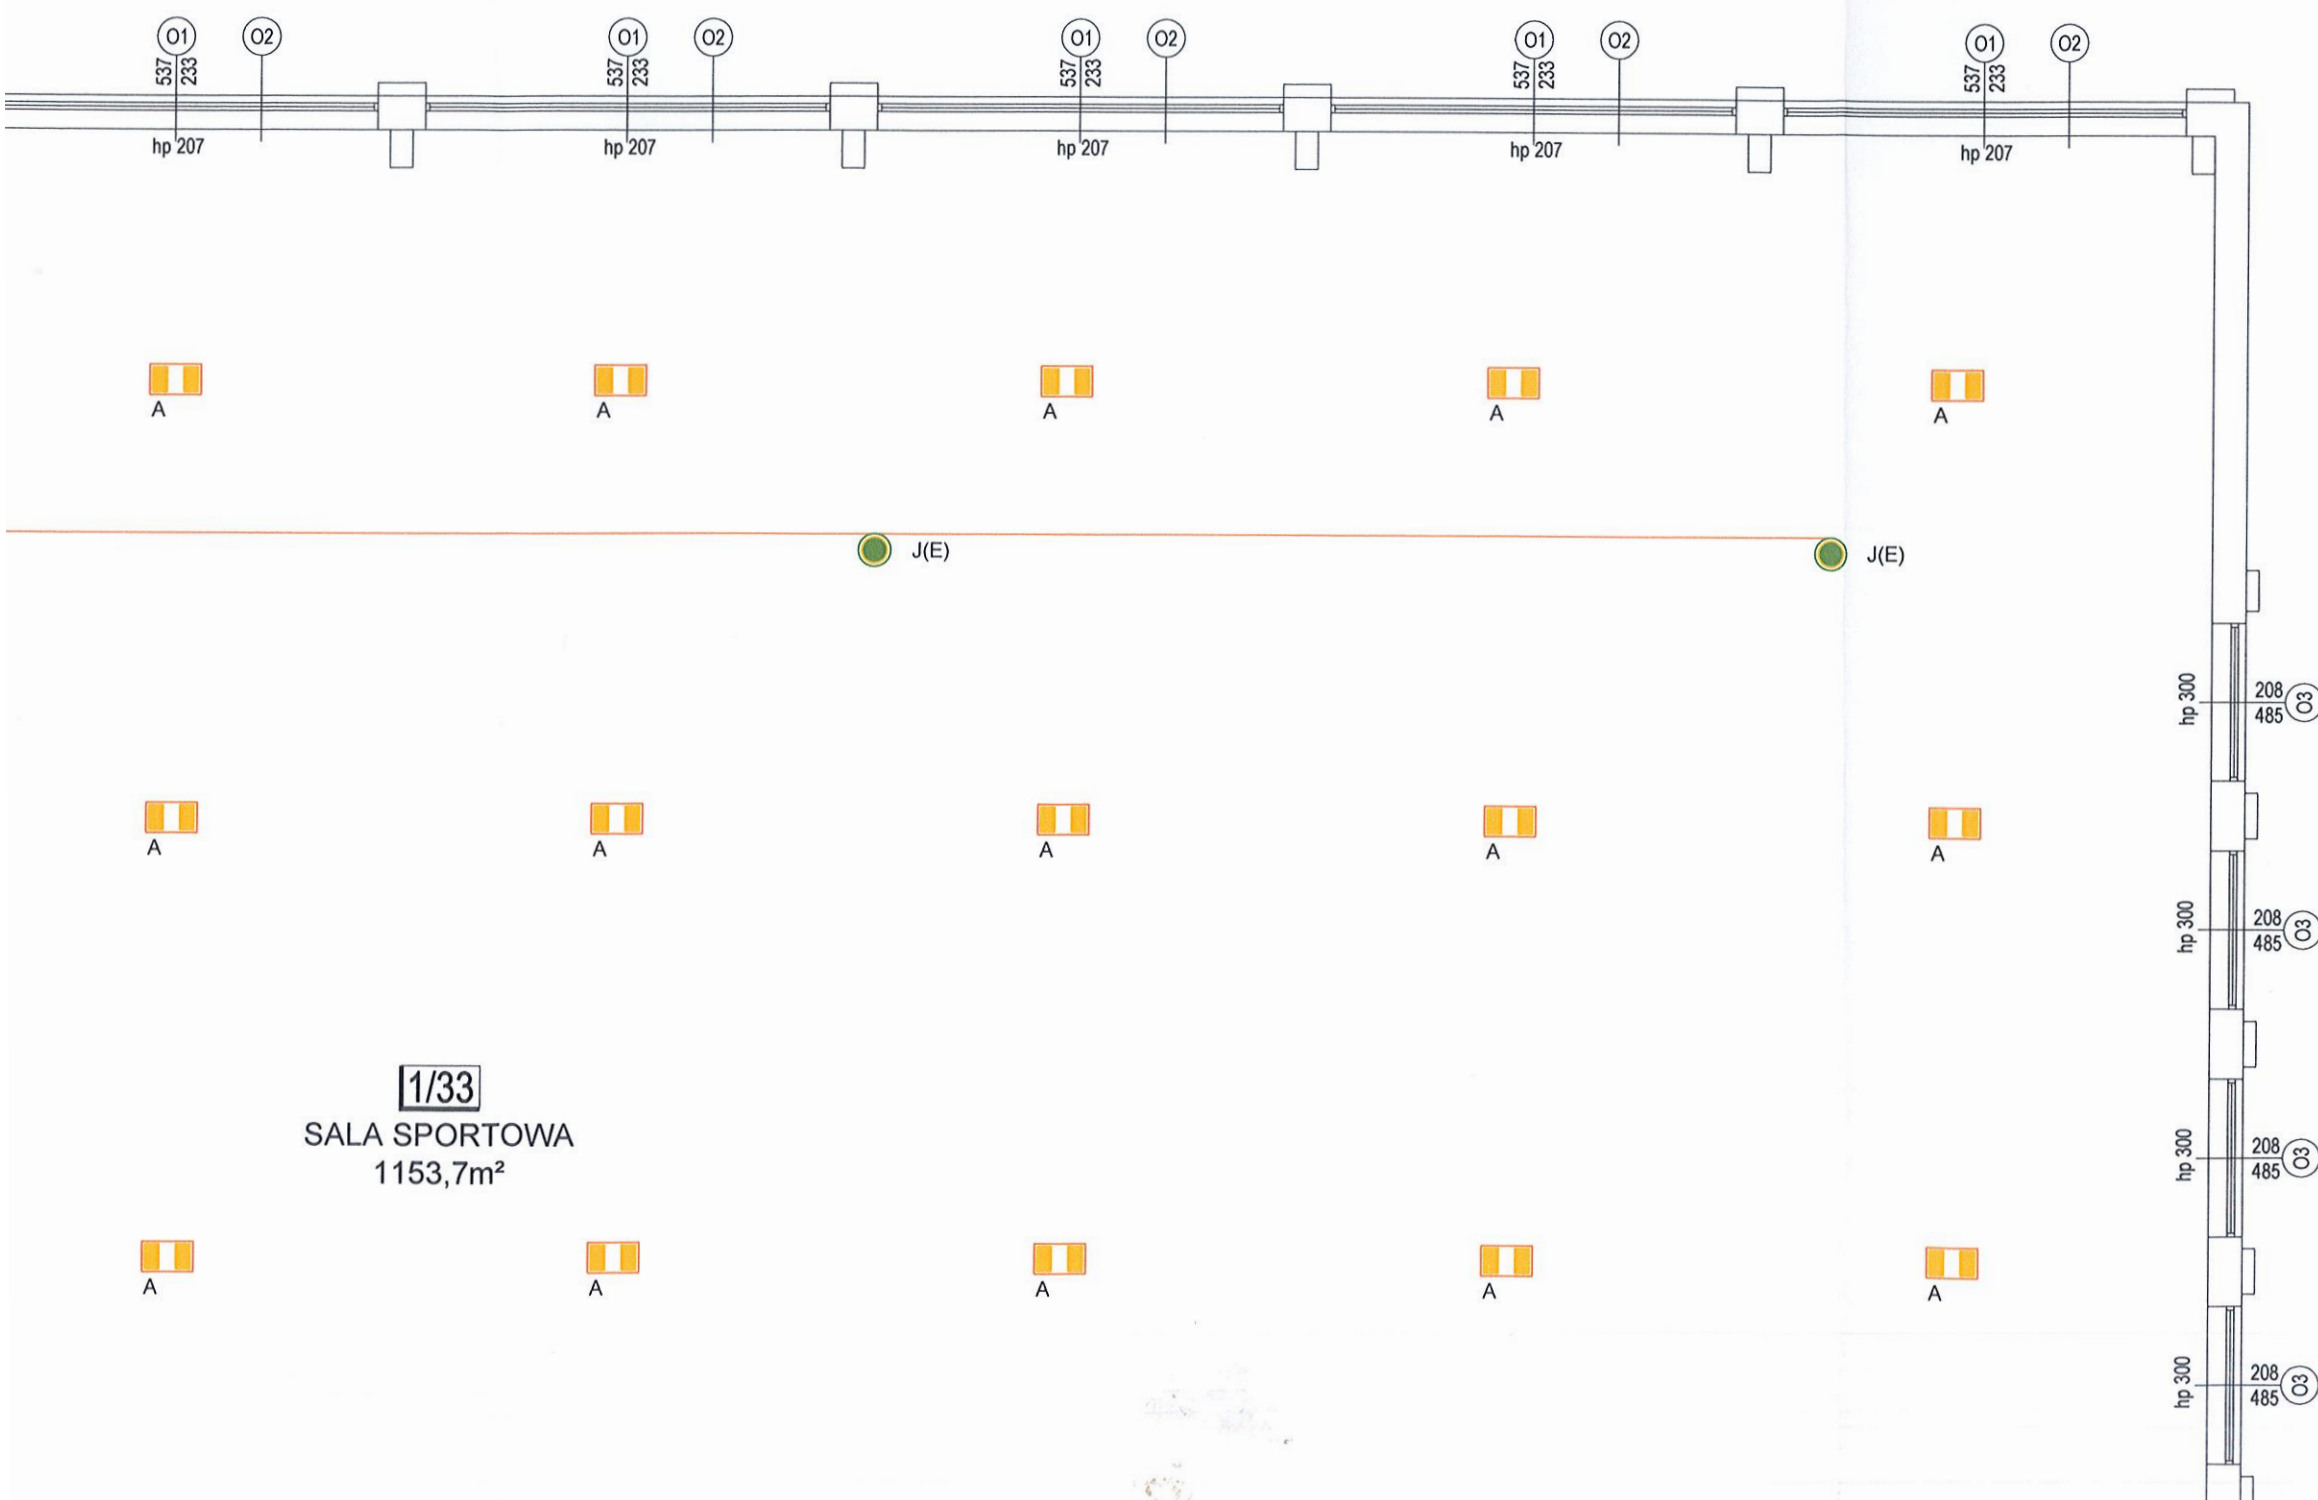 O1 O2 O1 O2 O1 O2 O1 O2 O1 O2
537 233 537 233 537 233 537 233 537 233
hp 207 hp 207 hp 207 hp 207 hp 207
A A A A A
J(E) J(E)
hp 300 208 485 O3
A A A A A
hp 300 208 485 O3
1/33
SALA SPORTOWA
1153,7m²
hp 300 208 485 O3
A A A A A
hp 300 208 485 O3